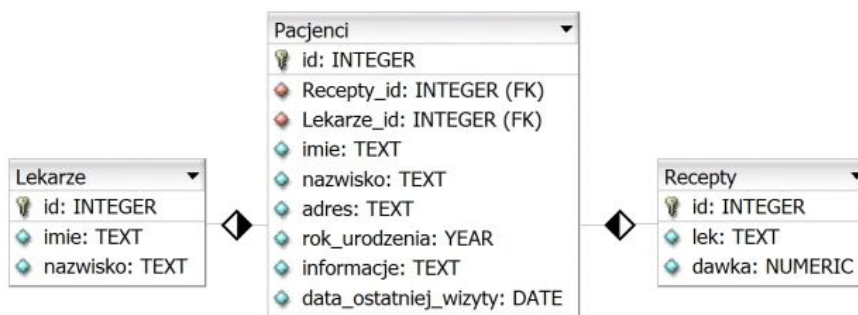 Pacjenci
id: INTEGER
Recepty_id: INTEGER (FK)
Lekarze_id: INTEGER (FK)
imie: TEXT
nazwisko: TEXT
adres: TEXT
rok_urodzenia: YEAR
informacje: TEXT
data_ostatniej_wizyty: DATE
Lekarze
id: INTEGER
imie: TEXT
nazwisko: TEXT
Recepty
id: INTEGER
lek: TEXT
dawka: NUMERIC